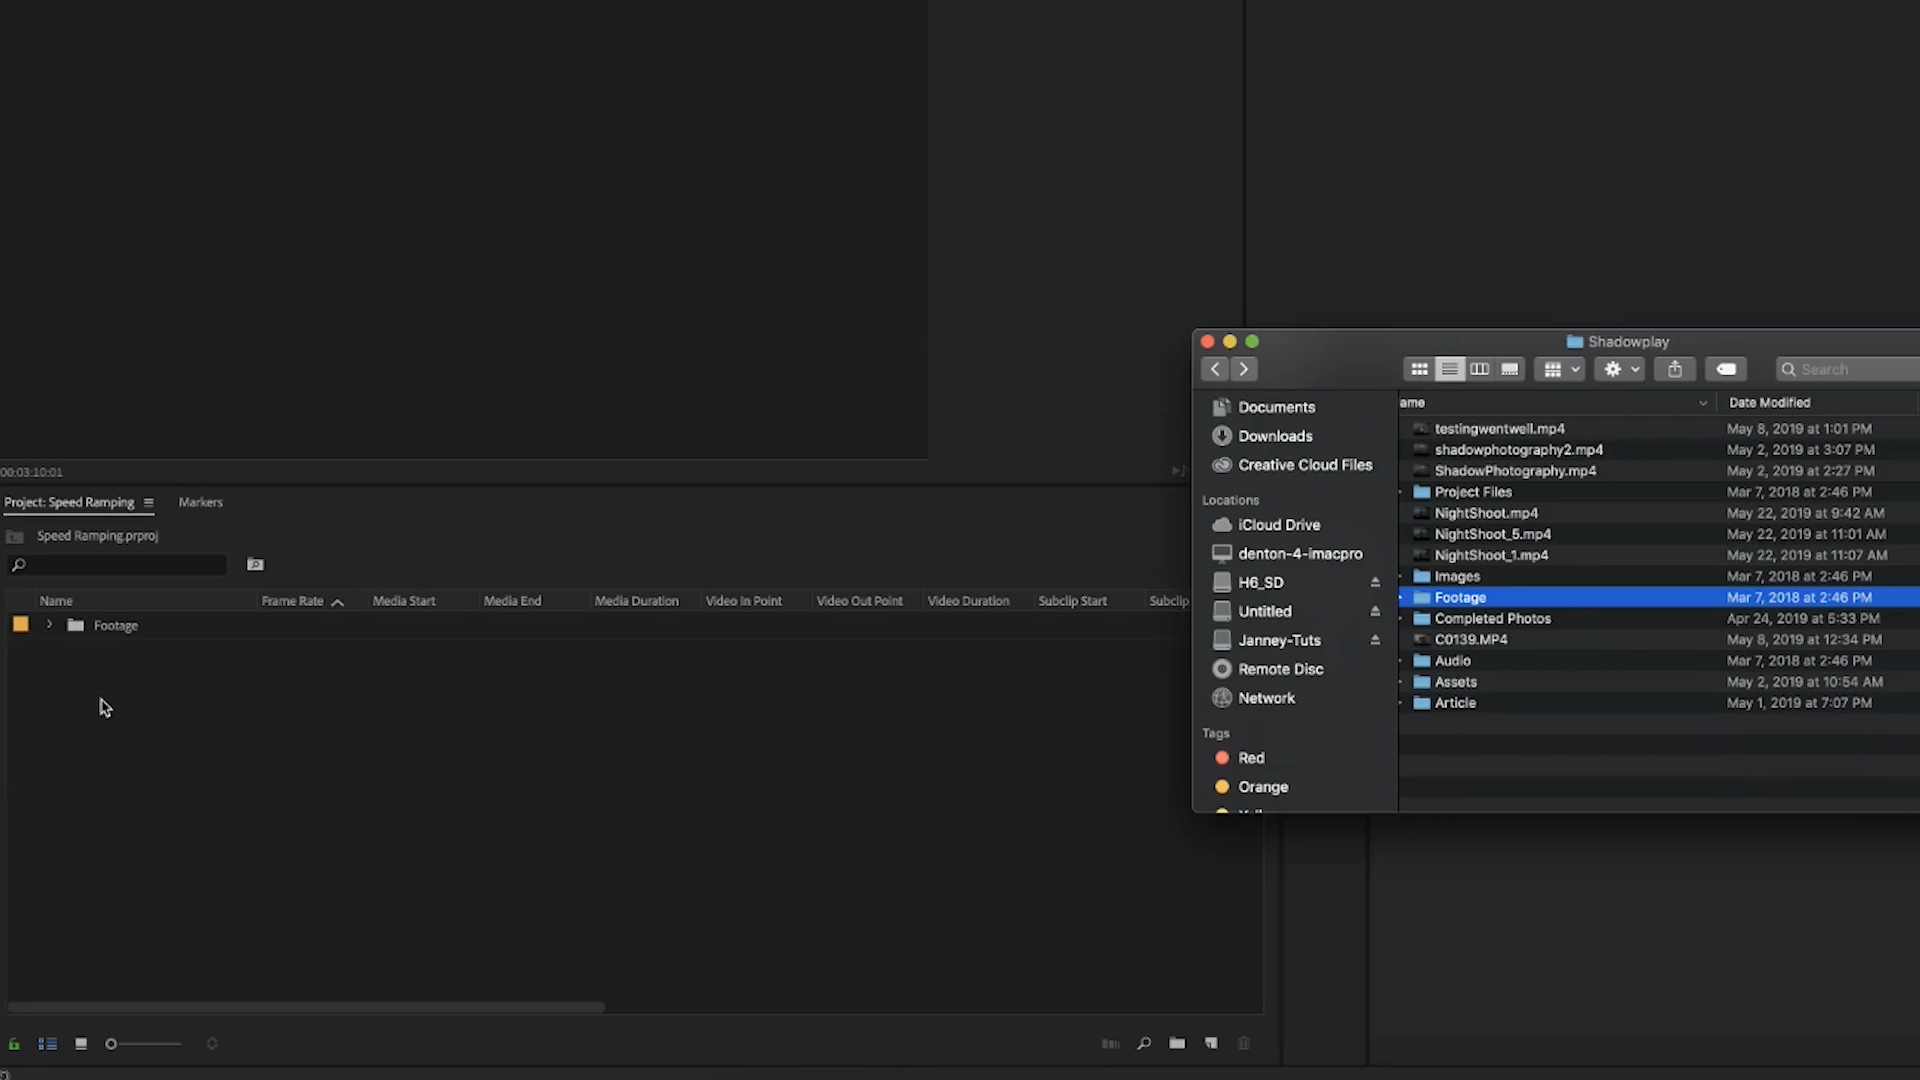 00:03:10:01
Project: Speed Ramping
Markers
Speed Ramping.prproj
Name Frame Rate Media Start Media End Media Duration Video In Point Video Out Point Video Duration Subclip Start Subclip
Footage
Shadowplay
Search
Documents
Downloads
Creative Cloud Files
Locations
iCloud Drive
denton-4-imacpro
H6_SD
Untitled
Janney-Tuts
Remote Disc
Network
Tags
Red
Orange
ame Date Modified
testingwentwell.mp4 May 8, 2019 at 1:01 PM
shadowphotography2.mp4 May 2, 2019 at 3:07 PM
ShadowPhotography.mp4 May 2, 2019 at 2:27 PM
Project Files Mar 7, 2018 at 2:46 PM
NightShoot.mp4 May 22, 2019 at 9:42 AM
NightShoot_5.mp4 May 22, 2019 at 11:01 AM
NightShoot_1.mp4 May 22, 2019 at 11:07 AM
Images Mar 7, 2018 at 2:46 PM
Footage Mar 7, 2018 at 2:46 PM
Completed Photos Apr 24, 2019 at 5:33 PM
C0139.MP4 May 8, 2019 at 12:34 PM
Audio Mar 7, 2018 at 2:46 PM
Assets May 2, 2019 at 10:54 AM
Article May 1, 2019 at 7:07 PM